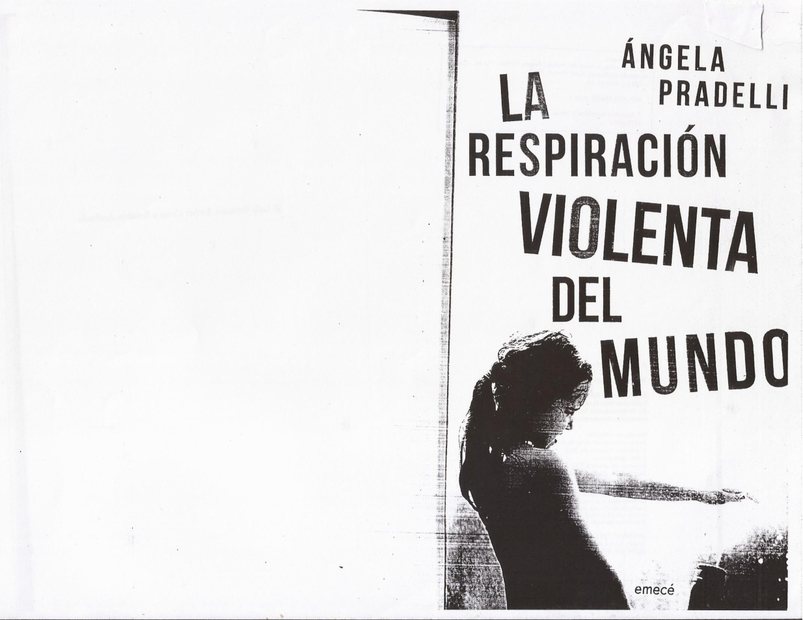 ÁNGELA
PRADELLI
LA
RESPIRACIÓN
VIOLENTA
DEL
MUNDO
emecé